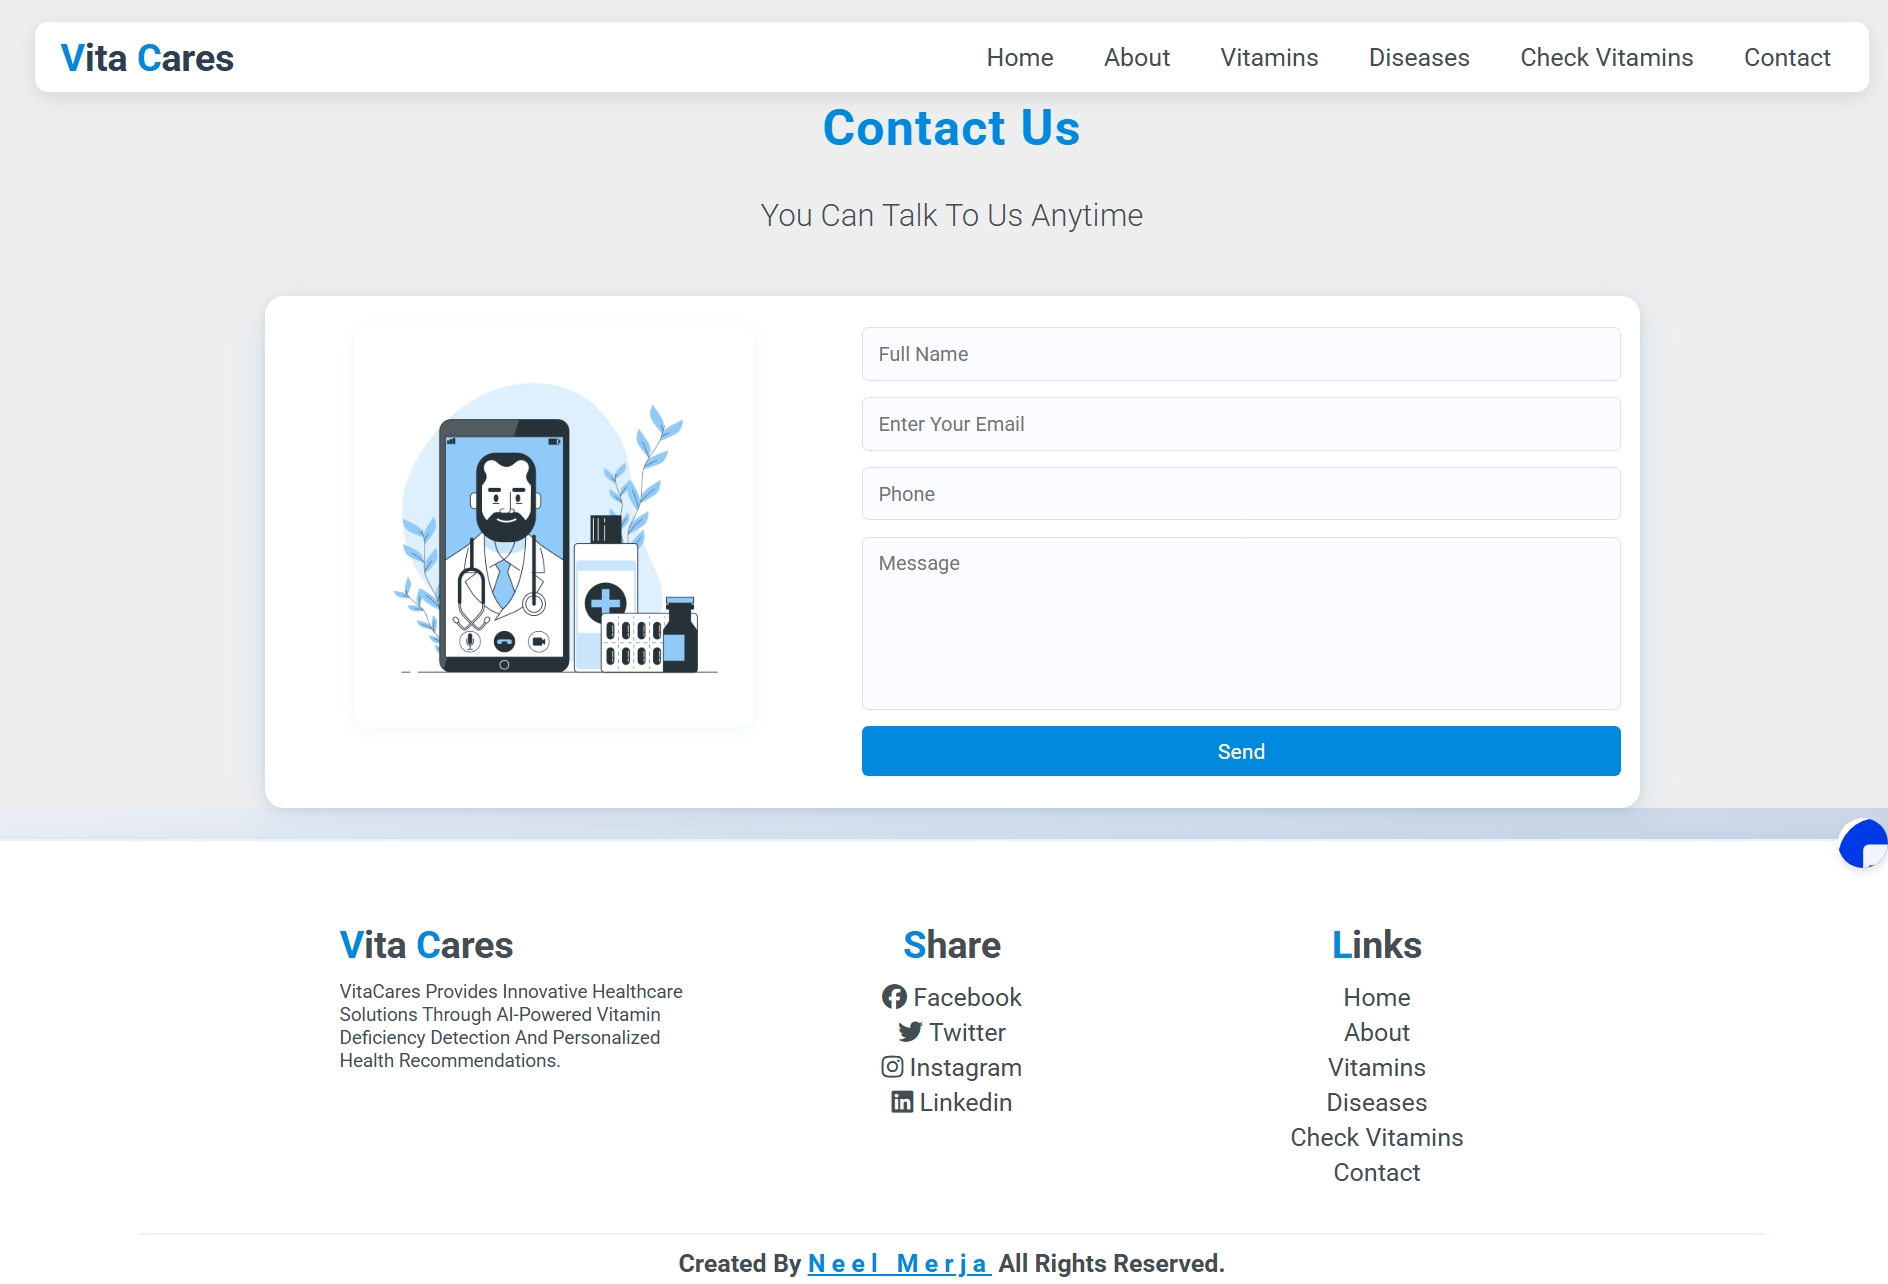 Vita Cares
Home About Vitamins Diseases Check Vitamins Contact
Contact Us
You Can Talk To Us Anytime
Full Name
Enter Your Email
Phone
Message
Send
Vita Cares
VitaCares Provides Innovative Healthcare
Solutions Through AI-Powered Vitamin
Deficiency Detection And Personalized
Health Recommendations.
Share
Facebook
Twitter
Instagram
Linkedin
Links
Home
About
Vitamins
Diseases
Check Vitamins
Contact
Created By Neel Merja All Rights Reserved.